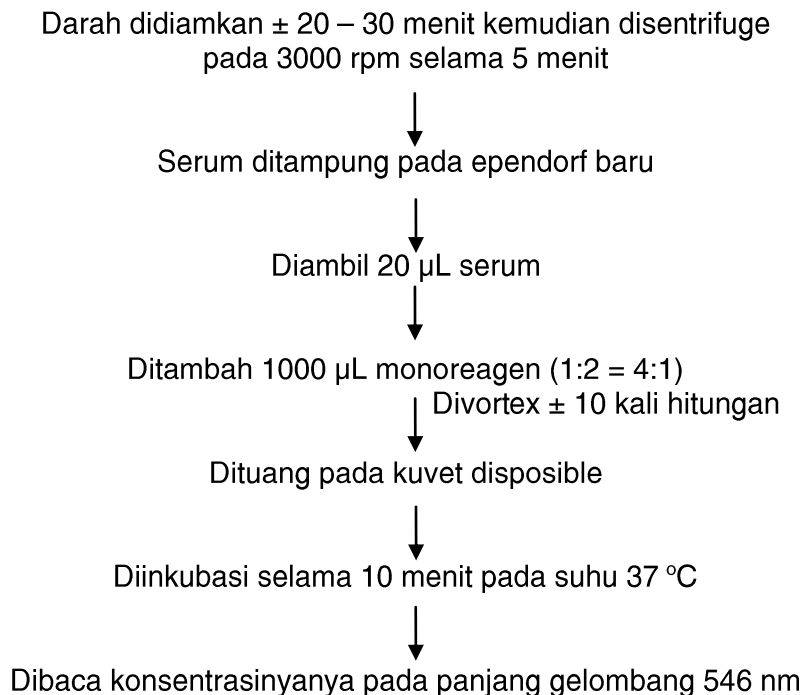 Darah didiamkan ± 20 – 30 menit kemudian disentrifuge
pada 3000 rpm selama 5 menit
Serum ditampung pada ependorf baru
Diambil 20 µL serum
Ditambah 1000 µL monoreagen (1:2 = 4:1)
Divortex ± 10 kali hitungan
Dituang pada kuvet disposible
Diinkubasi selama 10 menit pada suhu 37 ºC
Dibaca konsentrasinyanya pada panjang gelombang 546 nm